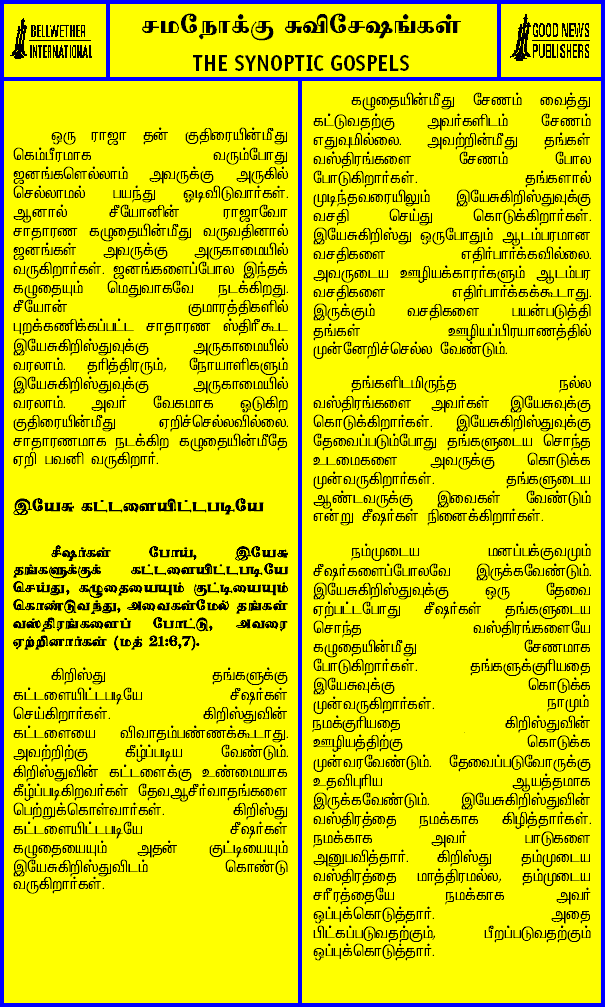 BELLWETHER
INTERNATIONAL
சமநோக்கு சுவிசேஷங்கள்
THE SYNOPTIC GOSPELS
GOOD NEWS
PUBLISHERS
ஒரு ராஜா தன் குதிரையின்மீது
கெம்பீரமாக வரும்போது
ஜனங்களெல்லாம் அவருக்கு அருகில்
செல்லாமல் பயந்து ஓடிவிடுவார்கள்.
ஆனால் சீயோனின் ராஜாவோ
சாதாரண கழுதையின்மீது வருவதினால்
ஜனங்கள் அவருக்கு அருகாமையில்
வருகிறார்கள். ஜனங்களைப்போல இந்தக்
கழுதையும் மெதுவாகவே நடக்கிறது.
சீயோன் குமாரத்திகளில்
புறக்கணிக்கப்பட்ட சாதாரண ஸ்திரீகூட
இயேசுகிறிஸ்துவுக்கு அருகாமையில்
வரலாம். தரித்திரரும், நோயாளிகளும்
இயேசுகிறிஸ்துவுக்கு அருகாமையில்
வரலாம். அவர் வேகமாக ஓடுகிற
குதிரையின்மீது ஏறிச்செல்லவில்லை.
சாதாரணமாக நடக்கிற கழுதையின்மீதே
ஏறி பவனி வருகிறார்.
இயேசு கட்டளையிட்டபடியே
சீஷர்கள் போய், இயேசு
தங்களுக்குக் கட்டளையிட்டபடியே
செய்து, கழுதையையும் குட்டியையும்
கொண்டுவந்து, அவைகள்மேல் தங்கள்
வஸ்திரங்களைப் போட்டு, அவரை
ஏற்றினார்கள் (மத் 21:6,7).
கிறிஸ்து தங்களுக்கு
கட்டளையிட்டபடியே சீஷர்கள்
செய்கிறார்கள். கிறிஸ்துவின்
கட்டளையை விவாதம்பண்ணக்கூடாது.
அவற்றிற்கு கீழ்ப்படிய வேண்டும்.
கிறிஸ்துவின் கட்டளைக்கு உண்மையாக
கீழ்ப்படிகிறவர்கள் தேவஆசீர்வாதங்களை
பெற்றுக்கொள்வார்கள். கிறிஸ்து
கட்டளையிட்டபடியே சீஷர்கள்
கழுதையையும் அதன் குட்டியையும்
இயேசுகிறிஸ்துவிடம் கொண்டு
வருகிறார்கள்.
கழுதையின்மீது சேணம் வைத்து
கட்டுவதற்கு அவர்களிடம் சேணம்
எதுவுமில்லை. அவற்றின்மீது தங்கள்
வஸ்திரங்களை சேணம் போல
போடுகிறார்கள். தங்களால்
முடிந்தவரையிலும் இயேசுகிறிஸ்துவுக்கு
வசதி செய்து கொடுக்கிறார்கள்.
இயேசுகிறிஸ்து ஒருபோதும் ஆடம்பரமான
வசதிகளை எதிர்பார்க்கவில்லை.
அவருடைய ஊழியக்காரர்களும் ஆடம்பர
வசதிகளை எதிர்பார்க்கக்கூடாது.
இருக்கும் வசதிகளை பயன்படுத்தி
தங்கள் ஊழியப்பிரயாணத்தில்
முன்னேறிச்செல்ல வேண்டும்.
தங்களிடமிருந்த நல்ல
வஸ்திரங்களை அவர்கள் இயேசுவுக்கு
கொடுக்கிறார்கள். இயேசுகிறிஸ்துவுக்கு
தேவைப்படும்போது தங்களுடைய சொந்த
உடமைகளை அவருக்கு கொடுக்க
முன்வருகிறார்கள். தங்களுடைய
ஆண்டவருக்கு இவைகள் வேண்டும்
என்று சீஷர்கள் நினைக்கிறார்கள்.
நம்முடைய மனப்பக்குவமும்
சீஷர்களைப்போலவே இருக்கவேண்டும்.
இயேசுகிறிஸ்துவுக்கு ஒரு தேவை
ஏற்பட்டபோது சீஷர்கள் தங்களுடைய
சொந்த வஸ்திரங்களையே
கழுதையின்மீது சேணமாக
போடுகிறார்கள். தங்களுக்குரியதை
இயேசுவுக்கு கொடுக்க
முன்வருகிறார்கள். நாமும்
நமக்குரியதை கிறிஸ்துவின்
ஊழியத்திற்கு கொடுக்க
முன்வரவேண்டும். தேவைப்படுவோருக்கு
உதவிபுரிய ஆயத்தமாக
இருக்கவேண்டும். இயேசுகிறிஸ்துவின்
வஸ்திரத்தை நமக்காக கிழித்தார்கள்.
நமக்காக அவர் பாடுகளை
அனுபவித்தார். கிறிஸ்து தம்முடைய
வஸ்திரத்தை மாத்திரமல்ல, தம்முடைய
சரீரத்தையே நமக்காக அவர்
ஒப்புக்கொடுத்தார். அதை
பிட்கப்படுவதற்கும், பீறப்படுவதற்கும்
ஒப்புக்கொடுத்தார்.